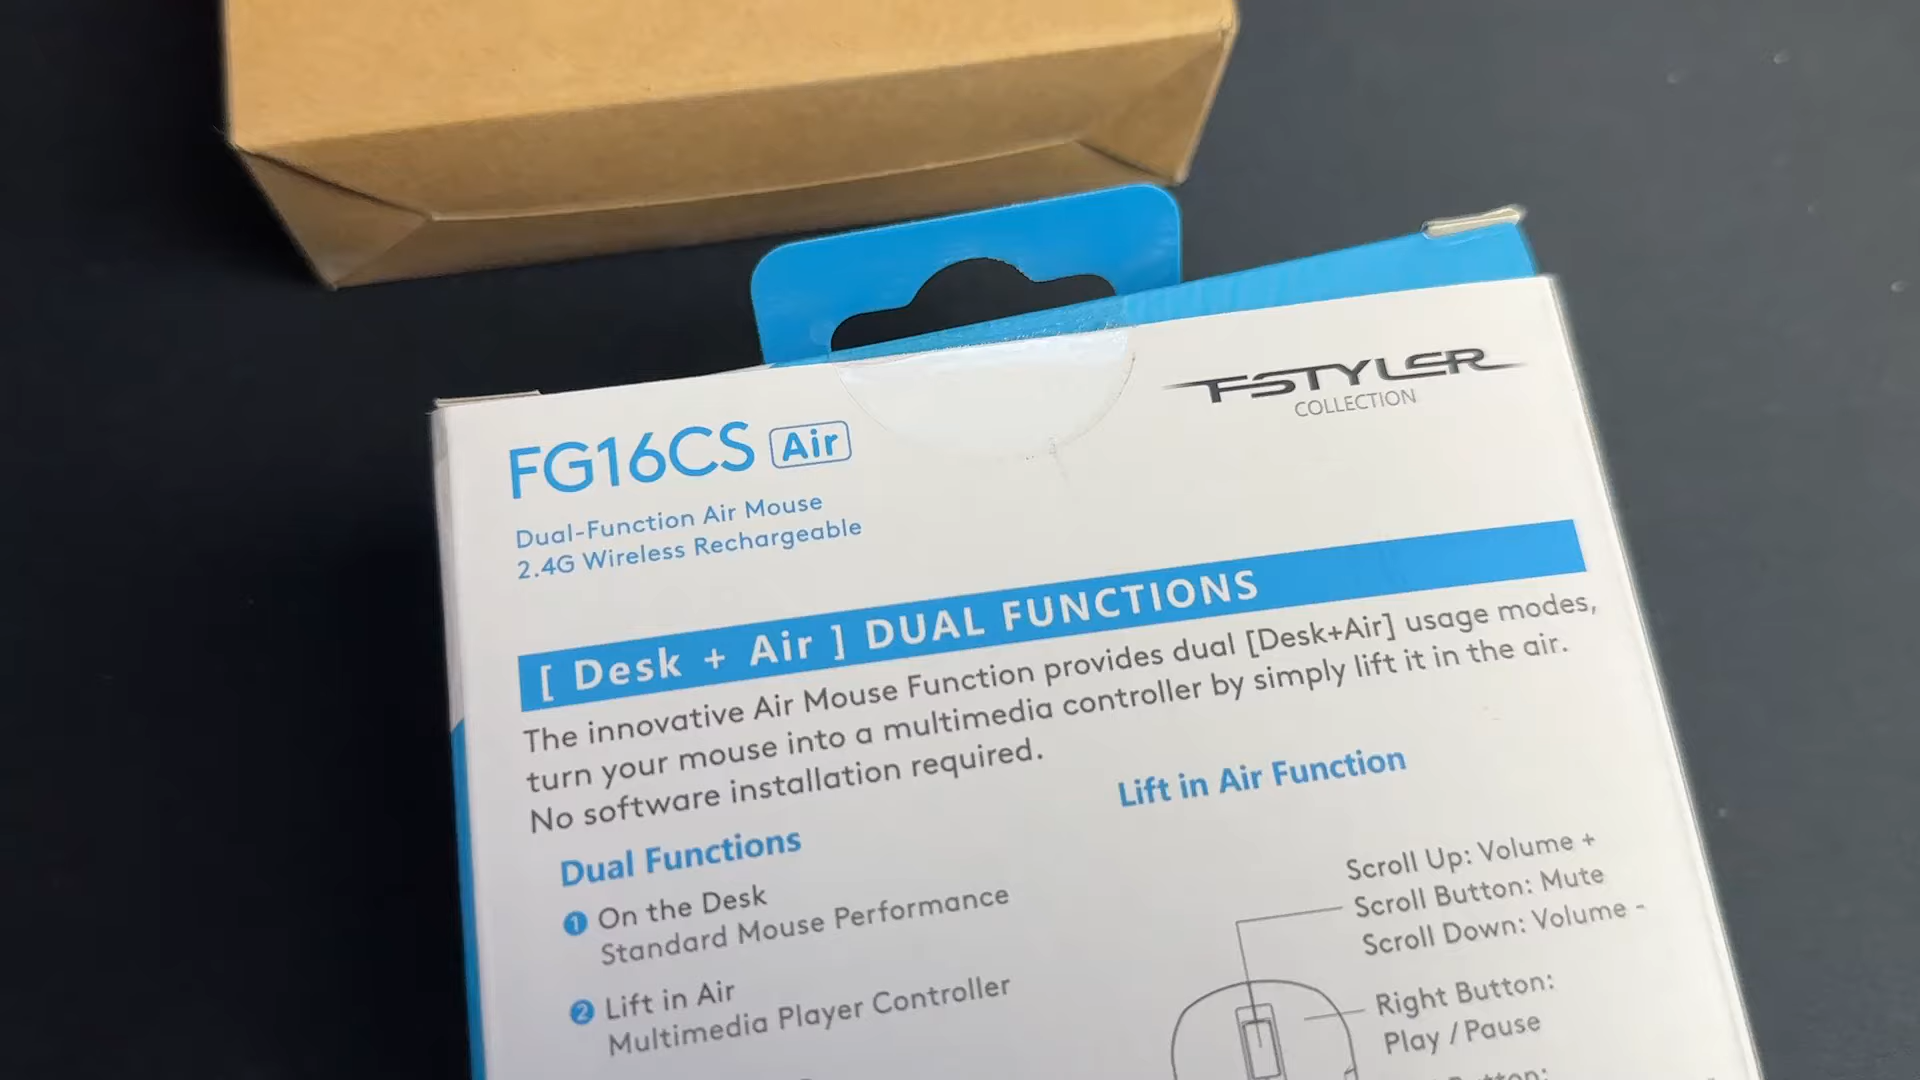 FSTYLER
COLLECTION
FG16CS Air
Dual-Function Air Mouse
2.4G Wireless Rechargeable
[ Desk + Air ] DUAL FUNCTIONS
The innovative Air Mouse Function provides dual [Desk+Air] usage modes,
turn your mouse into a multimedia controller by simply lift it in the air.
No software installation required.
Dual Functions
1 On the Desk
Standard Mouse Performance
2 Lift in Air
Multimedia Player Controller
Lift in Air Function
Scroll Up: Volume +
Scroll Button: Mute
Scroll Down: Volume -
Right Button:
Play / Pause